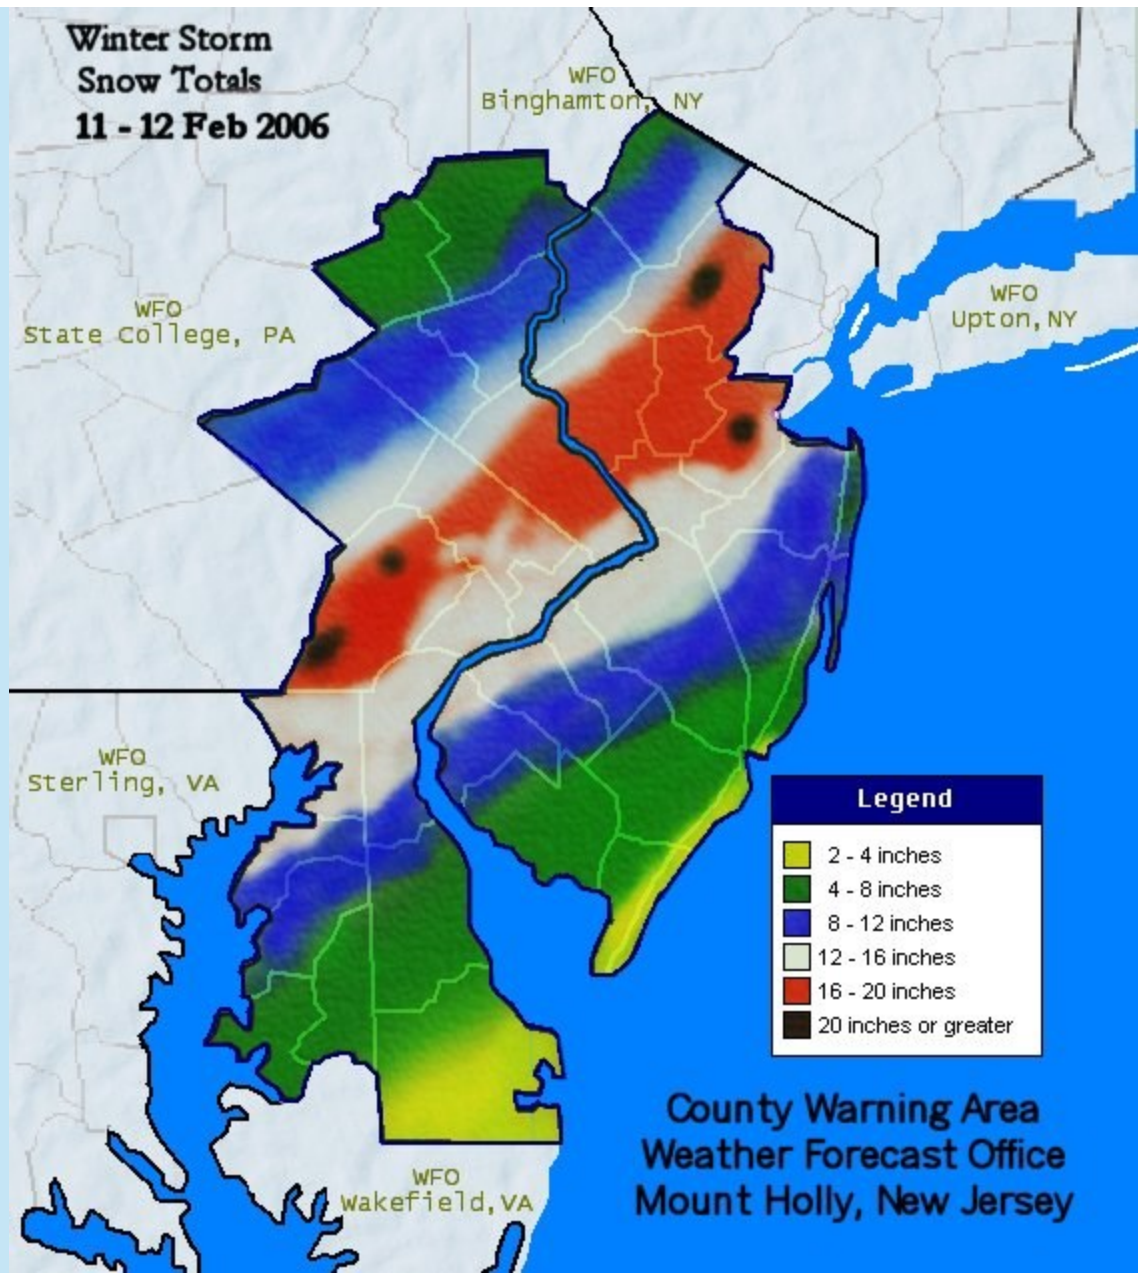 Winter Storm
Snow Totals
11 - 12 Feb 2006
WFO
Binghamton, NY
WFO
State College, PA
WFO
Upton,NY
WFO
Sterling, VA
Legend
2 - 4 inches
4 - 8 inches
8 - 12 inches
12 - 16 inches
16 - 20 inches
20 inches or greater
County Warning Area
Weather Forecast Office
Mount Holly, New Jersey
WFO
Wakefield,VA